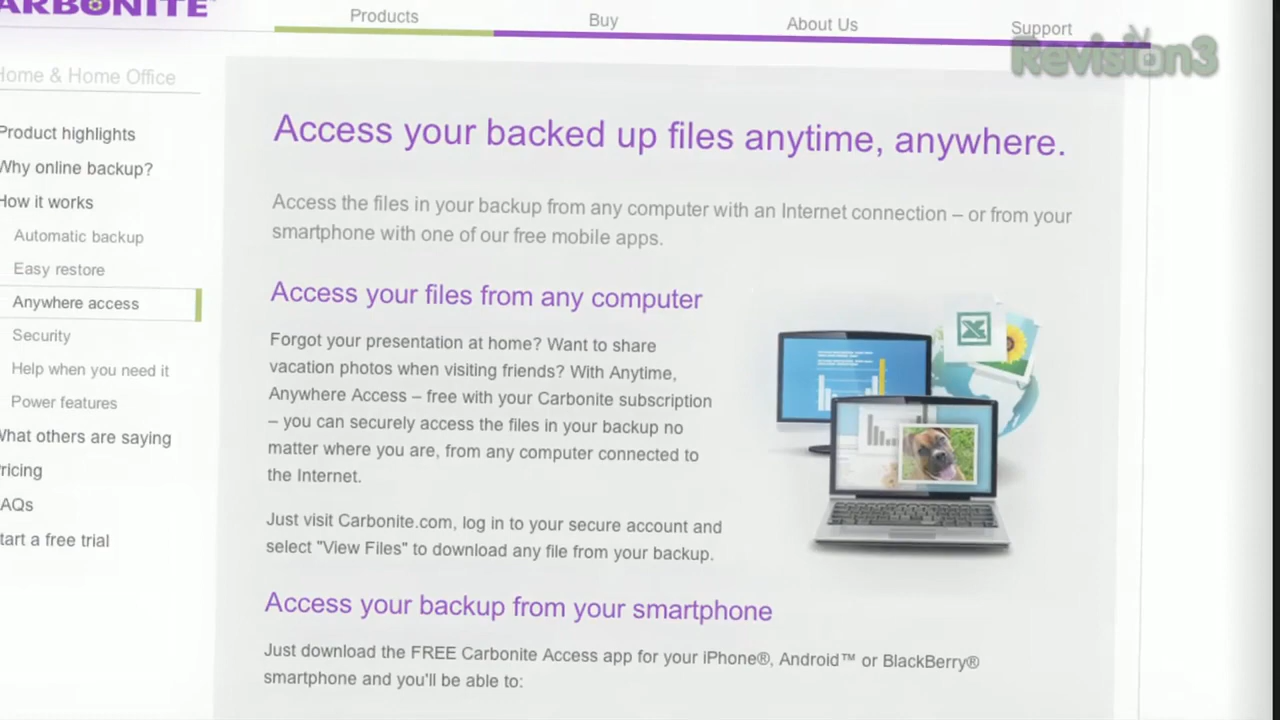 ARBONITE
Products
Buy
About Us
Support
Revision3
Home & Home Office
Product highlights
Why online backup?
How it works
Automatic backup
Easy restore
Anywhere access
Security
Help when you need it
Power features
What others are saying
ricing
AQs
tart a free trial
Access your backed up files anytime, anywhere.
Access the files in your backup from any computer with an Internet connection – or from your
smartphone with one of our free mobile apps.
Access your files from any computer
Forgot your presentation at home? Want to share
vacation photos when visiting friends? With Anytime,
Anywhere Access – free with your Carbonite subscription
– you can securely access the files in your backup no
matter where you are, from any computer connected to
the Internet.
Just visit Carbonite.com, log in to your secure account and
select "View Files" to download any file from your backup.
Access your backup from your smartphone
Just download the FREE Carbonite Access app for your iPhone®, Android™ or BlackBerry®
smartphone and you'll be able to: